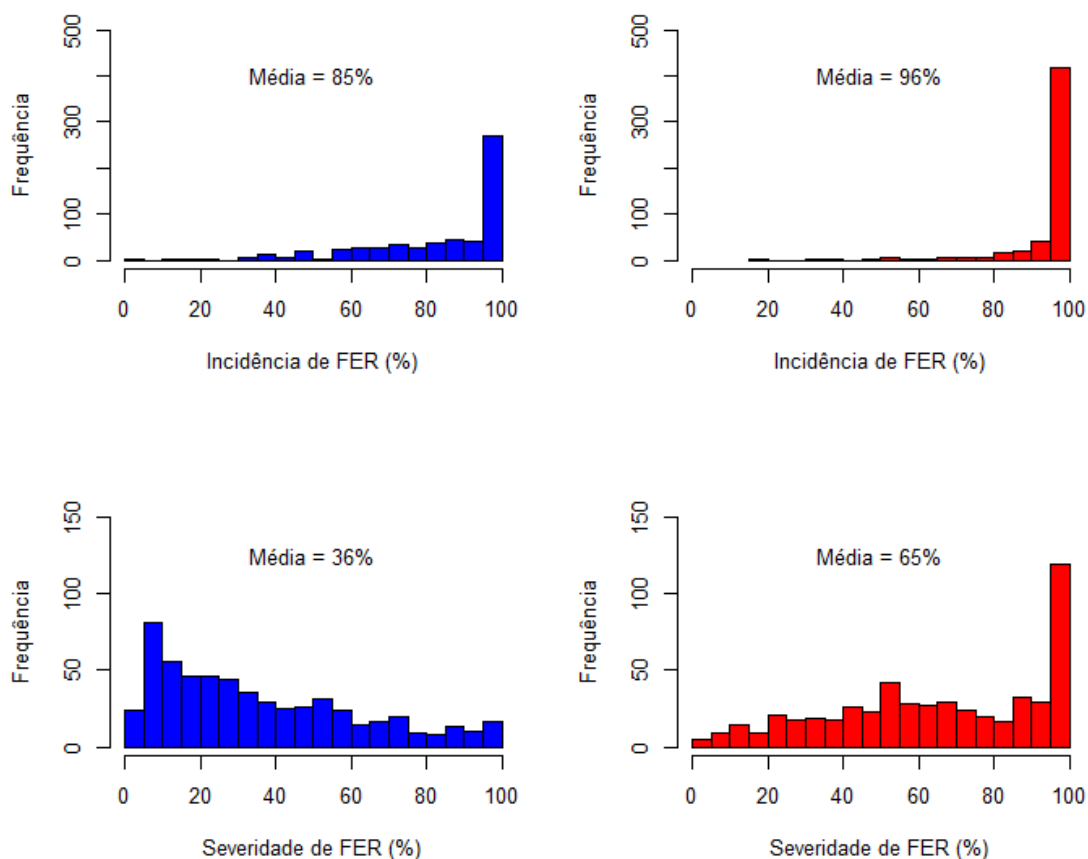 Média = 85%
Frequência
500
300
100
0
0 20 40 60 80 100
Incidência de FER (%)
Média = 96%
Frequência
500
300
100
0
0 20 40 60 80 100
Incidência de FER (%)
Média = 36%
Frequência
150
100
50
0
0 20 40 60 80 100
Severidade de FER (%)
Média = 65%
Frequência
150
100
50
0
0 20 40 60 80 100
Severidade de FER (%)